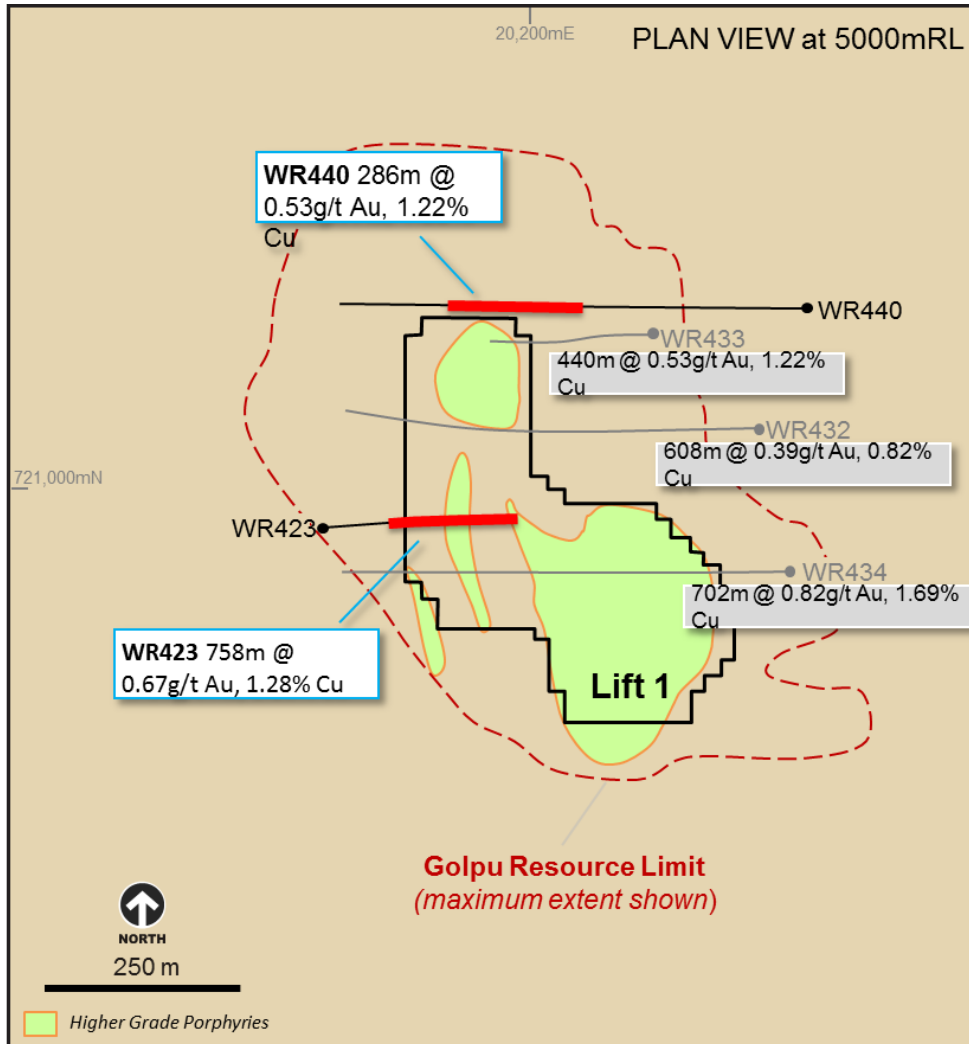 20,200mE
PLAN VIEW at 5000mRL
WR440 286m @
0.53g/t Au, 1.22%
Cu
WR440
WR433
440m @ 0.53g/t Au, 1.22%
Cu
WR432
608m @ 0.39g/t Au, 0.82%
Cu
721,000mN
WR423
WR434
702m @ 0.82g/t Au, 1.69%
Cu
WR423 758m @
0.67g/t Au, 1.28% Cu
Lift 1
Golpu Resource Limit
(maximum extent shown)
NORTH
250 m
Higher Grade Porphyries